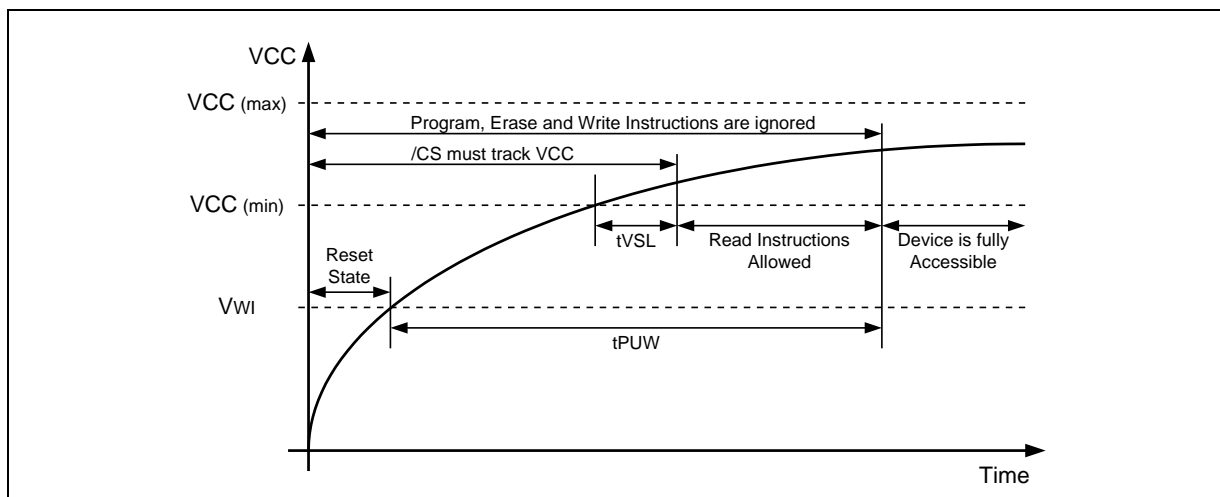 VCC
VCC (max)
Program, Erase and Write Instructions are ignored
/CS must track VCC
VCC (min)
tVSL
Read Instructions
Allowed
Device is fully
Accessible
Reset
State
VWI
tPUW
Time